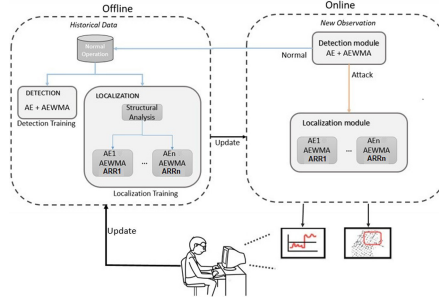 Offline
Historical Data
Normal
Operation
DETECTION
AE + AEWMA
Detection Training
LOCALIZATION
Structural
Analysis
AE1
AEWMA
ARR1
...
AEn
AEWMA
ARRn
Localization Training
Update
Update
Online
New Observation
Detection module
AE + AEWMA
Normal
Attack
Localization module
AE1
AEWMA
ARR1
...
AEn
AEWMA
ARRn